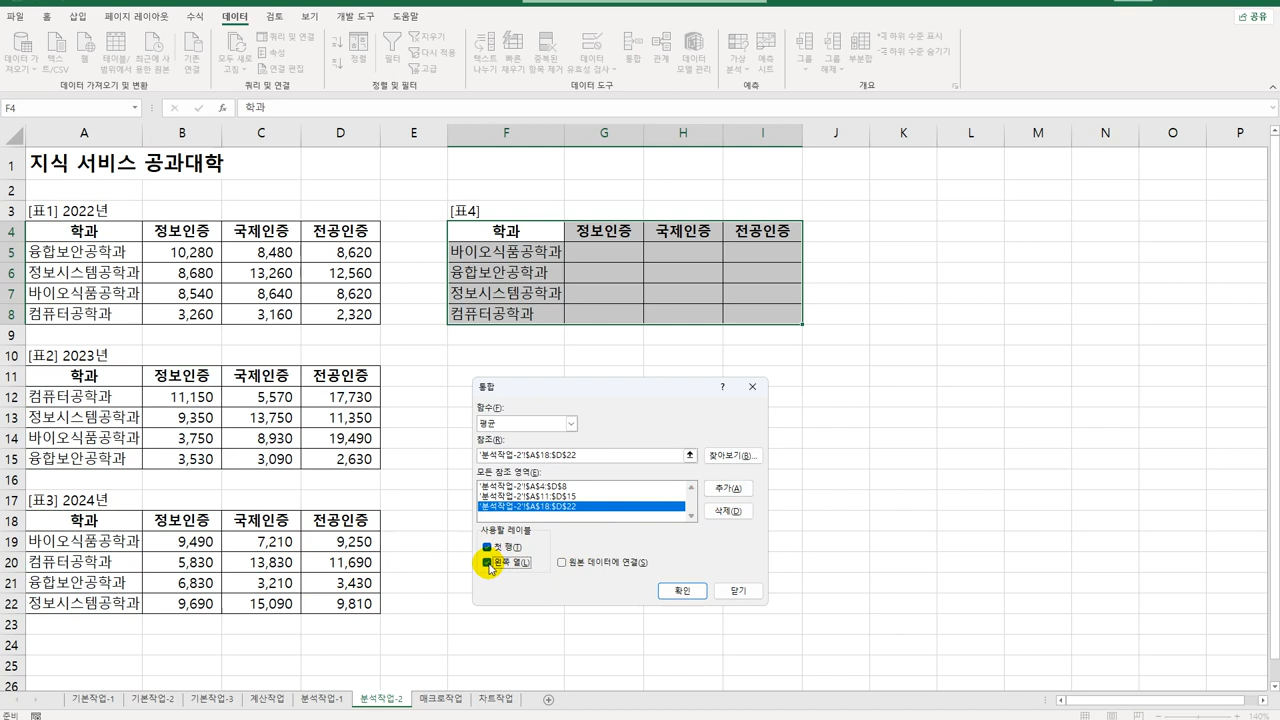 파일 홈 삽입 페이지 레이아웃 수식 데이터 검토 보기 개발 도구 도움말 공유
데이터 가져오기 텍스트/CSV 웹 테이블/범위에서 최근에 사용한 원본 기존 연결 모두 새로 고침 쿼리 및 연결 속성 연결 편집 정렬 필터 지우기 다시 적용 고급 텍스트 나누기 빠른 채우기 중복된 항목 제거 데이터 유효성 검사 통합 관계 데이터 모델 관리 가상 분석 예측 시트 그룹 그룹 해제 부분합 하위 수준 표시 하위 수준 숨기기
데이터 가져오기 및 변환 쿼리 및 연결 정렬 및 필터 데이터 도구 예측 개요
F4 fx 학과
A B C D E F G H I J K L M N O P
1 지식 서비스 공과대학
2
3 [표1] 2022년 [표4]
4 학과 정보인증 국제인증 전공인증 학과 정보인증 국제인증 전공인증
5 융합보안공학과 10,280 8,480 8,620 바이오식품공학과
6 정보시스템공학과 8,680 13,260 12,560 융합보안공학과
7 바이오식품공학과 8,540 8,640 8,620 정보시스템공학과
8 컴퓨터공학과 3,260 3,160 2,320 컴퓨터공학과
9
10 [표2] 2023년
11 학과 정보인증 국제인증 전공인증
12 컴퓨터공학과 11,150 5,570 17,730
13 정보시스템공학과 9,350 13,750 11,350
14 바이오식품공학과 3,750 8,930 19,490
15 융합보안공학과 3,530 3,090 2,630
16
17 [표3] 2024년
18 학과 정보인증 국제인증 전공인증
19 바이오식품공학과 9,490 7,210 9,250
20 컴퓨터공학과 5,830 13,830 11,690
21 융합보안공학과 6,830 3,210 3,430
22 정보시스템공학과 9,690 15,090 9,810
23
24
25
26
통합 ?
함수(F):
평균
참조(R):
'분석작업-2'!$A$18:$D$22 찾아보기(B)...
모든 참조 영역(E):
'분석작업-2'!$A$4:$D$8
'분석작업-2'!$A$11:$D$15
'분석작업-2'!$A$18:$D$22
추가(A)
삭제(D)
사용할 레이블
첫 행(T)
왼쪽 열(L) 원본 데이터에 연결(S)
확인 닫기
기본작업-1 기본작업-2 기본작업-3 계산작업 분석작업-1 분석작업-2 매크로작업 차트작업
준비 140%